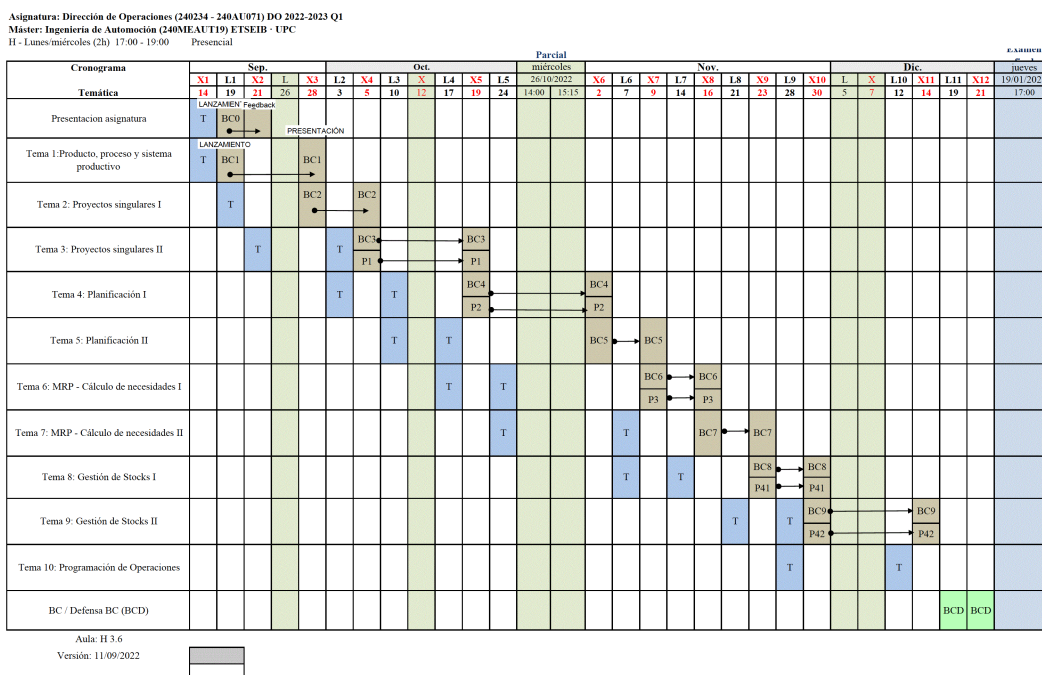 Asignatura: Dirección de Operaciones (240234 - 240AU071) DO 2022-2023 Q1
Máster: Ingeniería de Automoción (240MEAUT19) ETSEIB · UPC
H - Lunes/miércoles (2h) 17:00 - 19:00 Presencial
Parcial Examen
Cronograma Sep. Oct. miércoles Nov. Dic. jueves
X1 L1 X2 L X3 L2 X4 L3 X L4 X5 L5 26/10/2022 X6 L6 X7 L7 X8 L8 X9 L9 X10 L X L10 X11 L11 X12 19/01/202
Temática 14 19 21 26 28 3 5 10 12 17 19 24 14:00 15:15 2 7 9 14 16 21 23 28 30 5 7 12 14 19 21 17:00
LANZAMIEN Feedback
Presentacion asignatura T BC0
PRESENTACIÓN
LANZAMIENTO
Tema 1:Producto, proceso y sistema
productivo T BC1 BC1
Tema 2: Proyectos singulares I T BC2 BC2
Tema 3: Proyectos singulares II T T BC3 BC3
P1 P1
Tema 4: Planificación I T T BC4 BC4
P2 P2
Tema 5: Planificación II T T BC5 BC5
Tema 6: MRP - Cálculo de necesidades I T T BC6 BC6
P3 P3
Tema 7: MRP - Cálculo de necesidades II T T BC7 BC7
Tema 8: Gestión de Stocks I T T BC8 BC8
P41 P41
Tema 9: Gestión de Stocks II T T BC9 BC9
P42 P42
Tema 10: Programación de Operaciones T T
BC / Defensa BC (BCD) BCD BCD
Aula: H 3.6
Versión: 11/09/2022